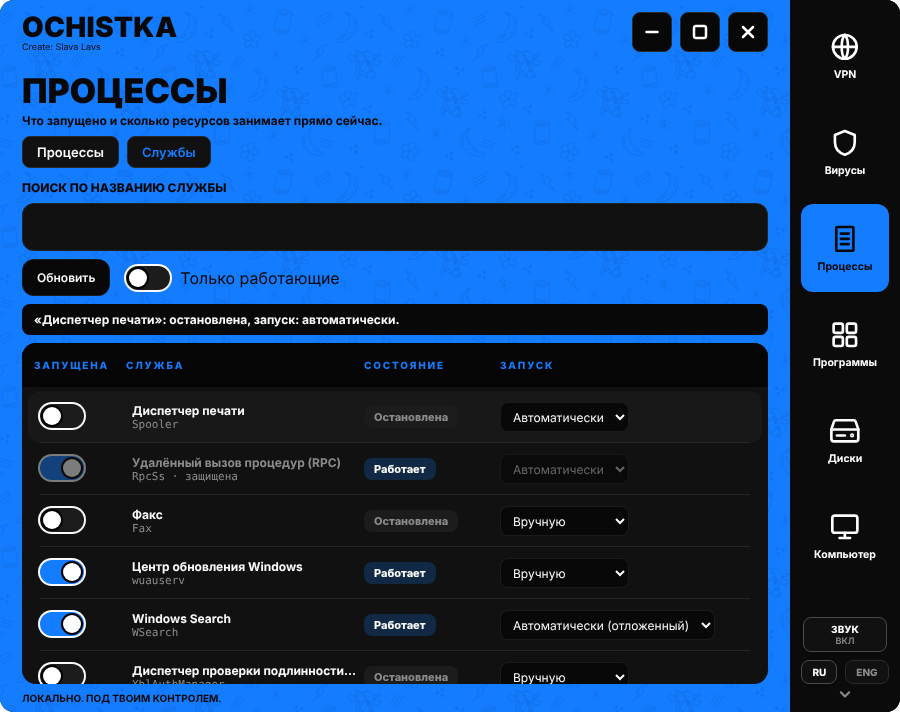 OCHISTKA
Create: Slava Lavs
ПРОЦЕССЫ
Что запущено и сколько ресурсов занимает прямо сейчас.
Процессы
Службы
ПОИСК ПО НАЗВАНИЮ СЛУЖБЫ
Обновить
Только работающие
«Диспетчер печати»: остановлена, запуск: автоматически.
ЗАПУЩЕНА СЛУЖБА СОСТОЯНИЕ ЗАПУСК
Диспетчер печати
Spooler
Остановлена
Автоматически
Удалённый вызов процедур (RPC)
RpcSs · защищена
Работает
Автоматически
Факс
Fax
Остановлена
Вручную
Центр обновления Windows
wuauserv
Работает
Вручную
Windows Search
WSearch
Работает
Автоматически (отложенный)
Диспетчер проверки подлинности…
XblAuthManager
Остановлена
Вручную
ЛОКАЛЬНО. ПОД ТВОИМ КОНТРОЛЕМ.
VPN
Вирусы
Процессы
Программы
Диски
Компьютер
ЗВУК
ВКЛ
RU
ENG